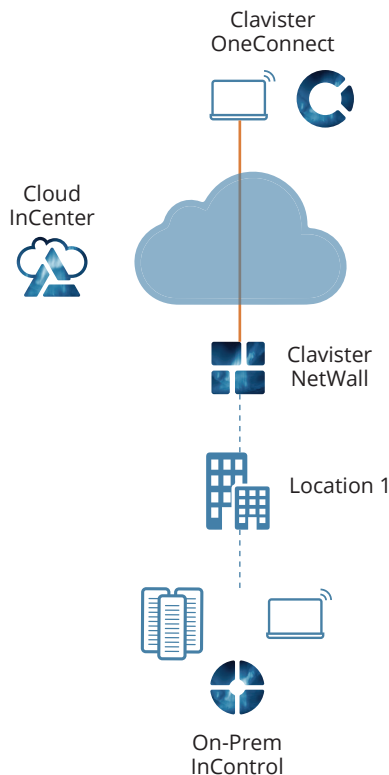 Clavister
OneConnect
Cloud
InCenter
Clavister
NetWall
Location 1
On-Prem
InControl